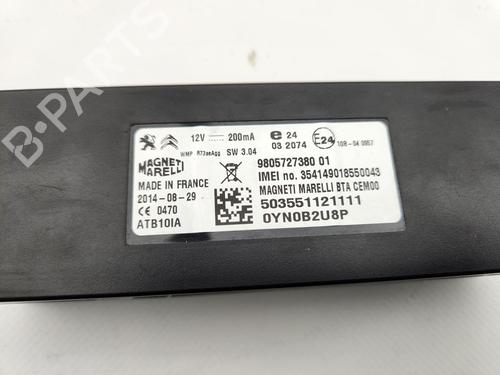 12V 200mA e 24 E24
WMP R73aeAgg SW 3.04 03 2074 10R-04 0957
MAGNETI MARELLI
9805727380 01
IMEI no. 354149018550043
MADE IN FRANCE
MAGNETI MARELLI BTA CEM00
2014-08-29
503551121111
CE 0470
0YN0B2U8P
ATB10IA
B-PARTS